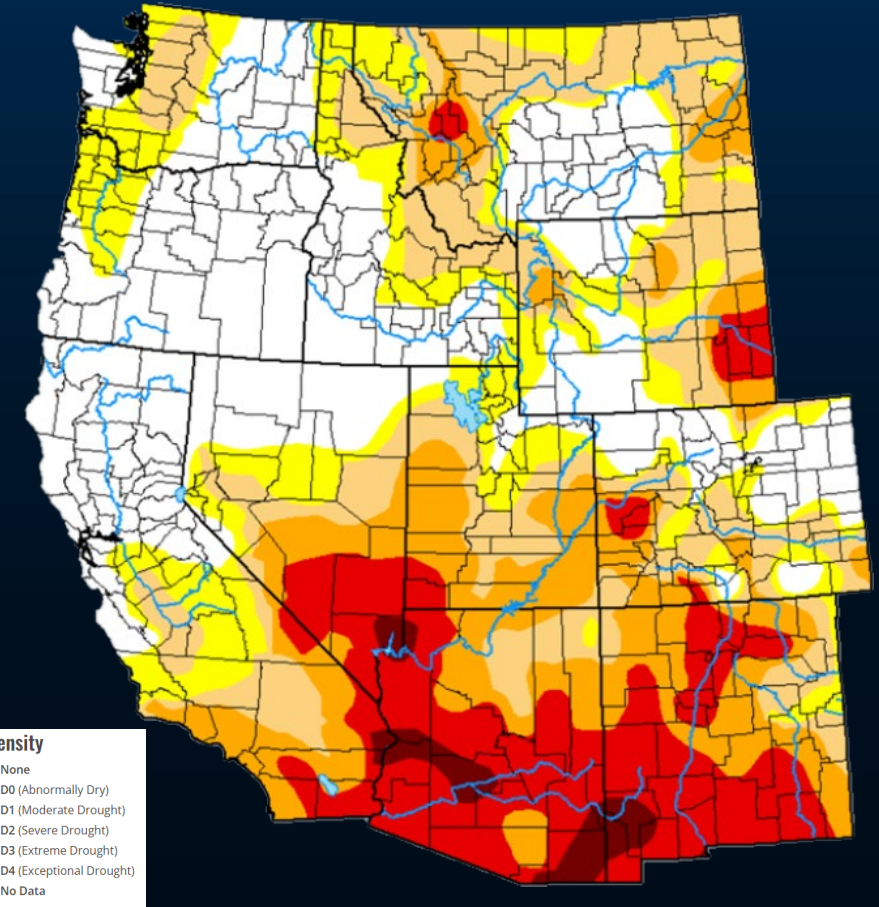 ensity
None
D0 (Abnormally Dry)
D1 (Moderate Drought)
D2 (Severe Drought)
D3 (Extreme Drought)
D4 (Exceptional Drought)
No Data